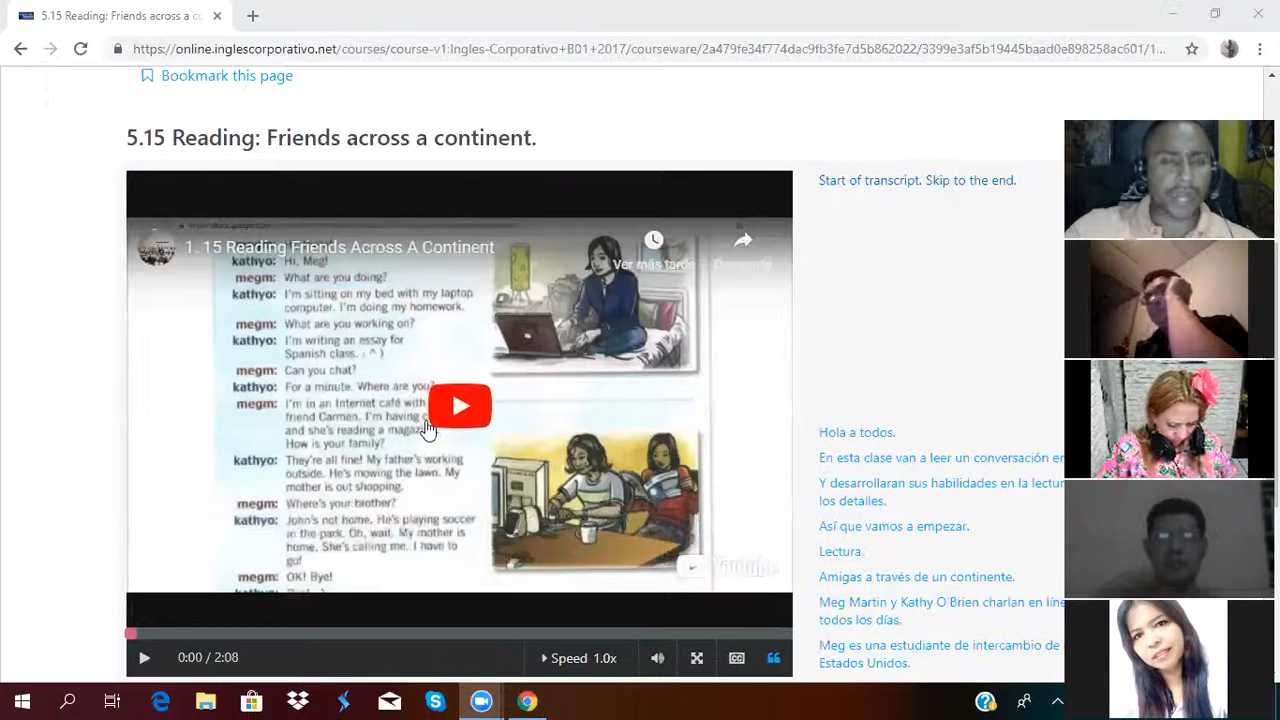 5.15 Reading: Friends across a co
https://online.inglescorporativo.net/courses/course-v1:Ingles-Corporativo+B01+2017/courseware/2a479fe34f774dac9fb3fe7d5b862022/3399e3af5b19445baad0e898258ac601/1...
Bookmark this page
5.15 Reading: Friends across a continent.
Start of transcript. Skip to the end.
1. 15 Reading Friends Across A Continent
Ver más tarde
kathyo: Hi, Meg!
megm: What are you doing?
kathyo: I'm sitting on my bed with my laptop
computer. I'm doing my homework.
megm: What are you working on?
kathyo: I'm writing an essay for
Spanish class. : ^ )
megm: Can you chat?
kathyo: For a minute. Where are you?
megm: I'm in an Internet café with
friend Carmen. I'm having
and she's reading a magazi
How is your family?
kathyo: They're all fine! My father's working
outside. He's mowing the lawn. My
mother is out shopping.
megm: Where's your brother?
kathyo: John's not home. He's playing soccer
in the park. Oh, wait. My mother is
home. She's calling me. I have to
go!
megm: OK! Bye!
YouTube
Hola a todos.
En esta clase van a leer un conversación en
Y desarrollaran sus habilidades en la lectur
los detalles.
Así que vamos a empezar.
Lectura.
Amigas a través de un continente.
Meg Martin y Kathy O'Brien charlan en líne
todos los días.
Meg es una estudiante de intercambio de
Estados Unidos.
0:00 / 2:08
Speed 1.0x